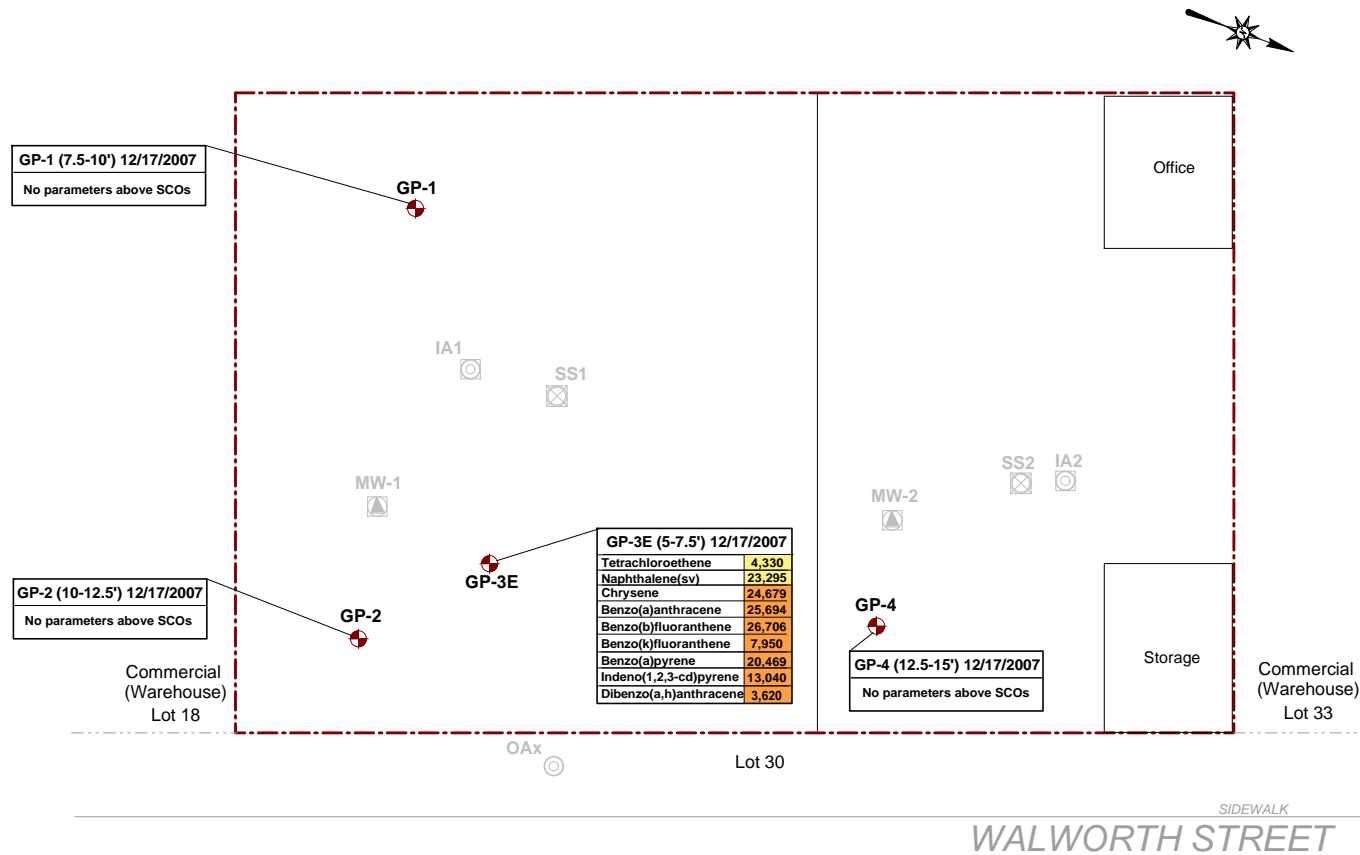 GP-1 (7.5-10') 12/17/2007
No parameters above SCOs
GP-1
Office
IA1
SS1
MW-1
SS2
IA2
MW-2
GP-3E (5-7.5') 12/17/2007
Tetrachloroethene 4,330
Naphthalene(sv) 23,295
Chrysene 24,679
Benzo(a)anthracene 25,694
Benzo(b)fluoranthene 26,706
Benzo(k)fluoranthene 7,950
Benzo(a)pyrene 20,469
Indeno(1,2,3-cd)pyrene 13,040
Dibenzo(a,h)anthracene 3,620
GP-3E
GP-2 (10-12.5') 12/17/2007
No parameters above SCOs
GP-2
GP-4
GP-4 (12.5-15') 12/17/2007
No parameters above SCOs
Storage
Commercial
(Warehouse)
Lot 18
Commercial
(Warehouse)
Lot 33
OAx
Lot 30
SIDEWALK
WALWORTH STREET